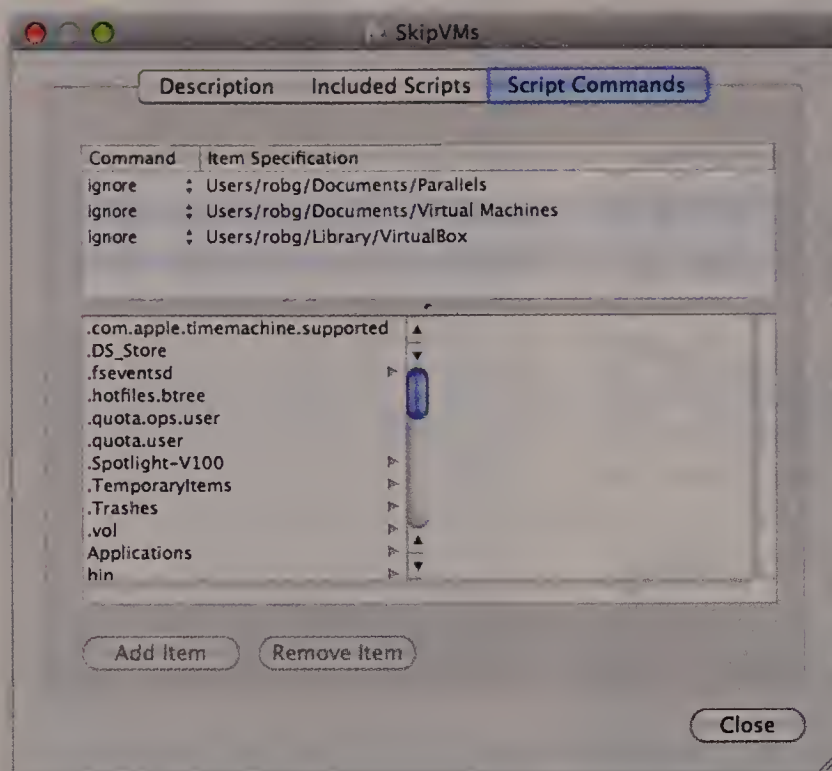 SkipVMs
Description Included Scripts Script Commands
Command Item Specification
ignore Users/robg/Documents/Parallels
ignore Users/robg/Documents/Virtual Machines
ignore Users/robg/Library/VirtualBox
.com.apple.timemachine.supported
.DS_Store
.fseventsd
.hotfiles.btree
.quota.ops.user
.quota.user
.Spotlight-V100
.TemporaryItems
.Trashes
.vol
Applications
bin
Add Item Remove Item
Close